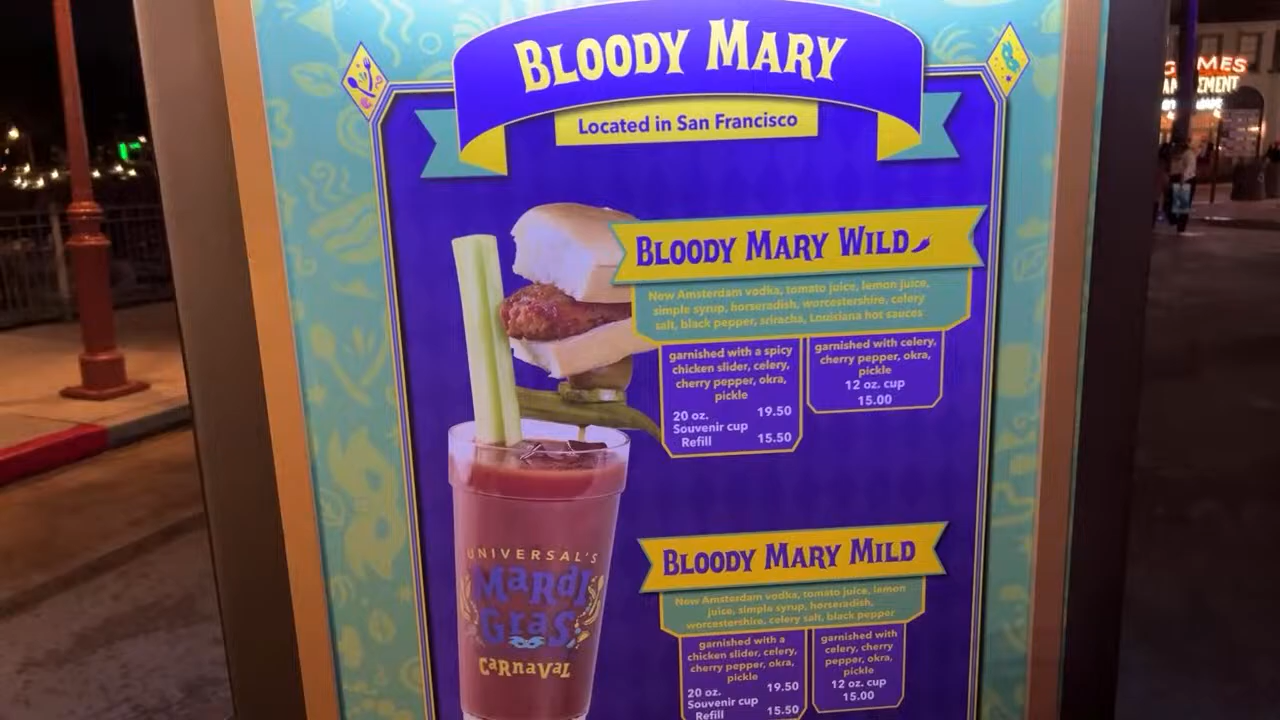 BLOODY MARY
Located in San Francisco
BLOODY MARY WILD
New Amsterdam vodka, tomato juice, lemon juice,
simple syrup, horseradish, worcestershire, celery
salt, black pepper, sriracha, Louisiana hot sauces
garnished with a spicy
chicken slider, celery,
cherry pepper, okra,
pickle
20 oz. 19.50
Souvenir cup
Refill 15.50
garnished with celery,
cherry pepper, okra,
pickle
12 oz. cup
15.00
BLOODY MARY MILD
New Amsterdam vodka, tomato juice, lemon
juice, simple syrup, horseradish,
worcestershire, celery salt, black pepper
garnished with a
chicken slider, celery,
cherry pepper, okra,
pickle
20 oz. 19.50
Souvenir cup
Refill 15.50
garnished with
celery, cherry
pepper, okra,
pickle
12 oz. cup
15.00
UNIVERSAL'S
Mardi
Gras
CARNAVAL